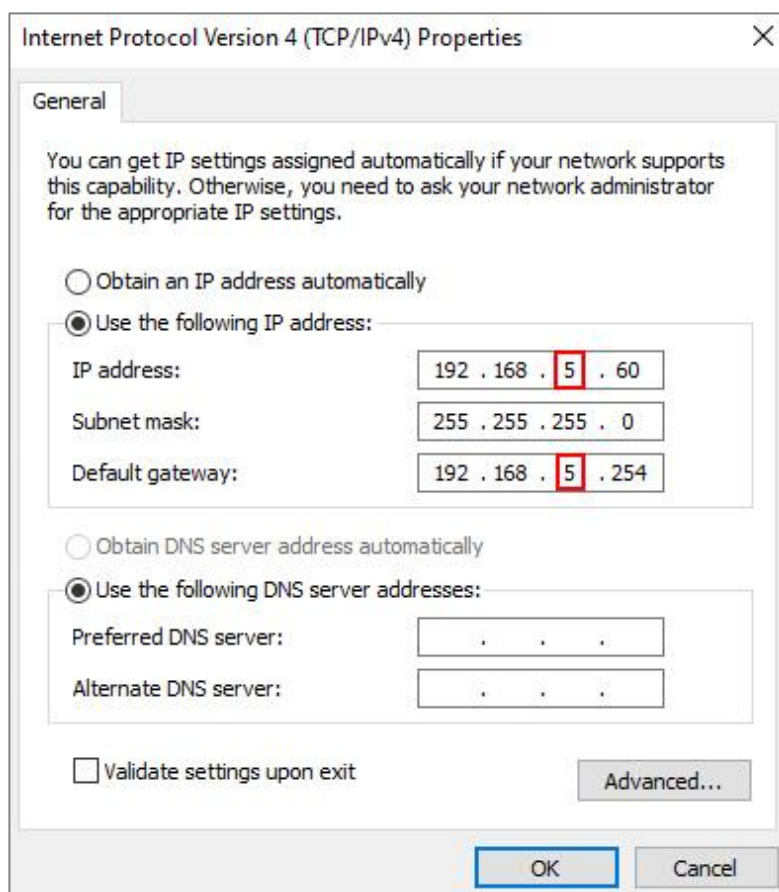 Internet Protocol Version 4 (TCP/IPv4) Properties
General
You can get IP settings assigned automatically if your network supports
this capability. Otherwise, you need to ask your network administrator
for the appropriate IP settings.
Obtain an IP address automatically
Use the following IP address:
IP address: 192 . 168 . 5 . 60
Subnet mask: 255 . 255 . 255 . 0
Default gateway: 192 . 168 . 5 . 254
Obtain DNS server address automatically
Use the following DNS server addresses:
Preferred DNS server: . . .
Alternate DNS server: . . .
Validate settings upon exit
Advanced...
OK Cancel